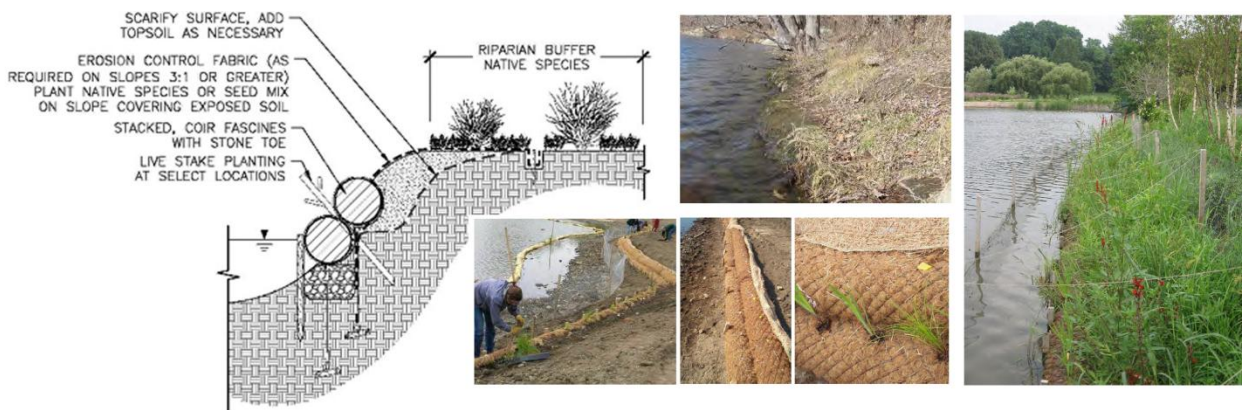 SCARIFY SURFACE, ADD
TOPSOIL AS NECESSARY
EROSION CONTROL FABRIC (AS
REQUIRED ON SLOPES 3:1 OR GREATER)
PLANT NATIVE SPECIES OR SEED MIX
ON SLOPE COVERING EXPOSED SOIL
STACKED, COIR FASCINES
WITH STONE TOE
LIVE STAKE PLANTING
AT SELECT LOCATIONS
RIPARIAN BUFFER
NATIVE SPECIES